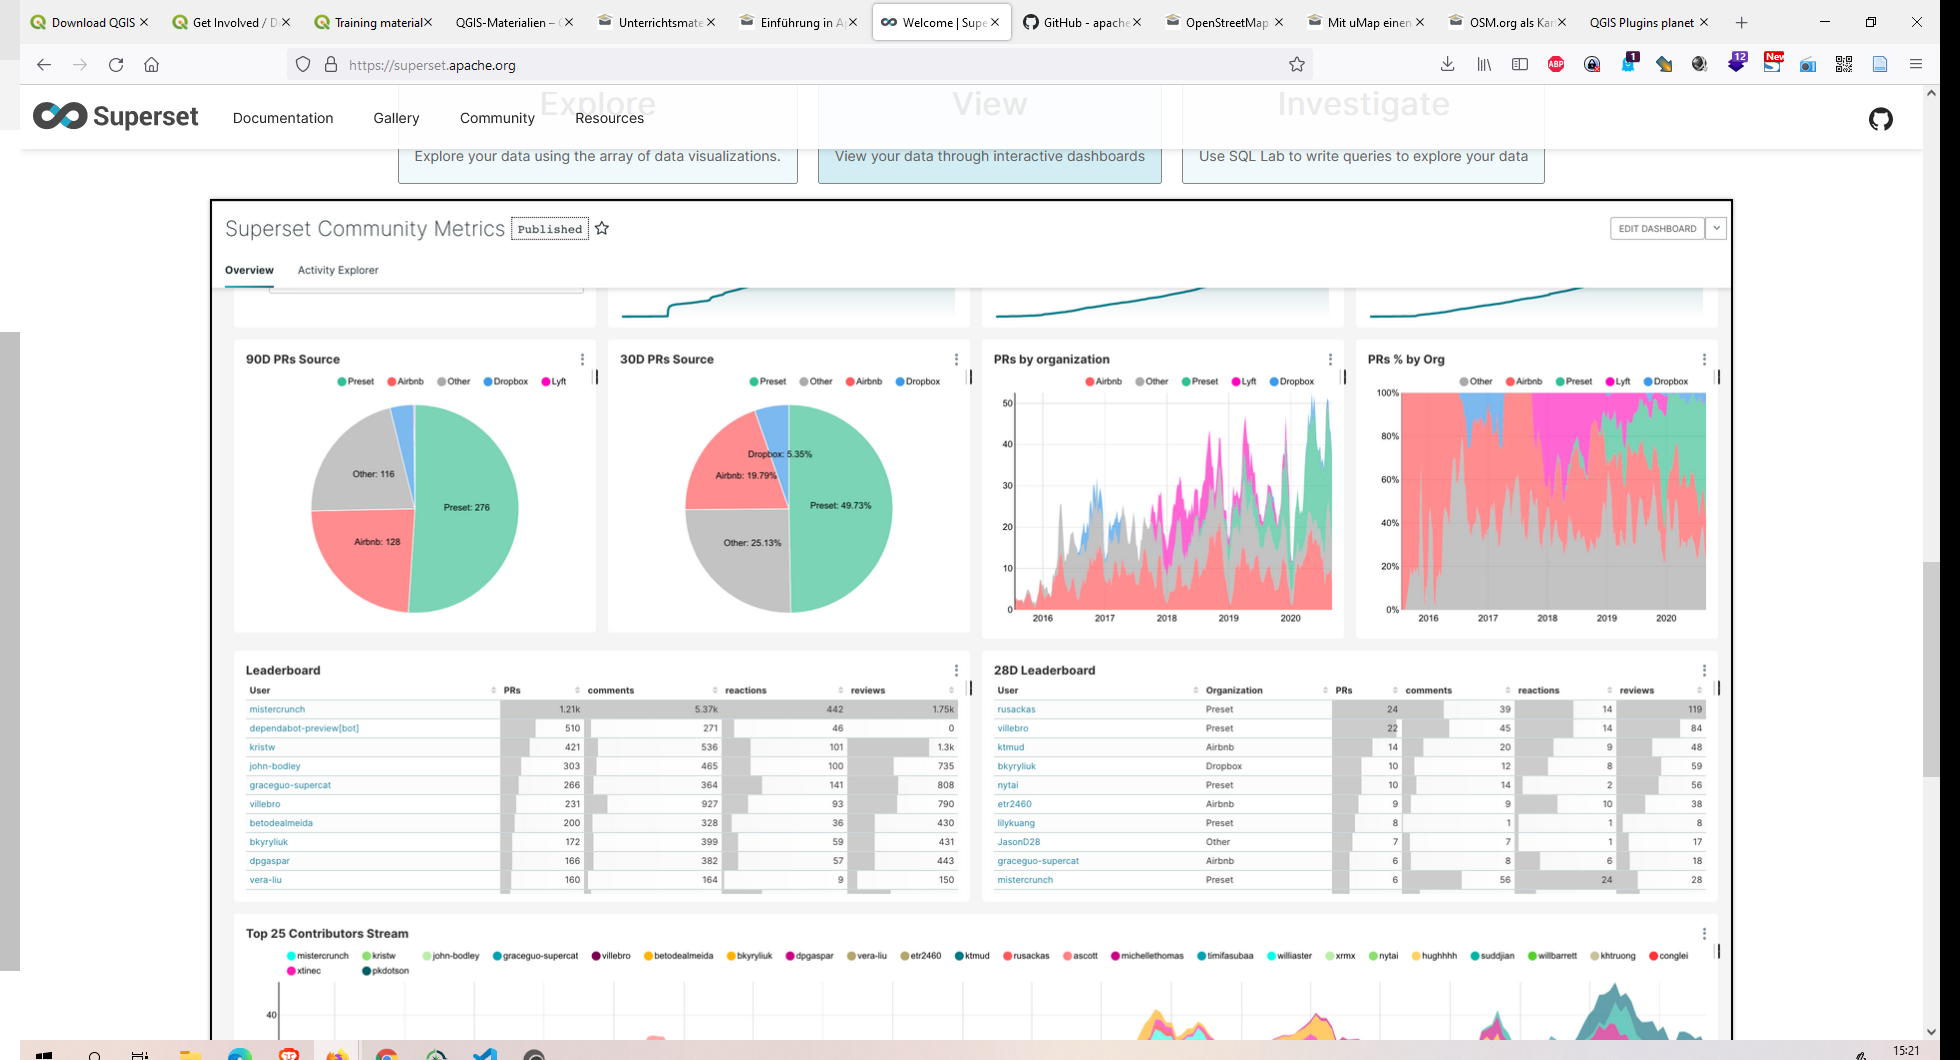 Download QGIS
Get Involved / D
Training material
QGIS-Materialien – (
Unterrichtsmate
Einführung in A
Welcome | Supe
GitHub - apache
OpenStreetMap
Mit uMap einen
OSM.org als Kar
QGIS Plugins planet
https://superset.apache.org
ABP
1
12
New
Superset
Documentation
Gallery
Community
Resources
Explore
View
Investigate
Explore your data using the array of data visualizations.
View your data through interactive dashboards
Use SQL Lab to write queries to explore your data
Superset Community Metrics Published
EDIT DASHBOARD
Overview
Activity Explorer
90D PRs Source
Preset Airbnb Other Dropbox Lyft
Other: 116
Preset: 276
Airbnb: 128
30D PRs Source
Preset Other Airbnb Dropbox
Dropbox: 5.35%
Airbnb: 19.79%
Preset: 49.73%
Other: 25.13%
PRs by organization
Airbnb Other Preset Lyft Dropbox
50
40
30
20
10
0
2016 2017 2018 2019 2020
PRs % by Org
Other Airbnb Preset Lyft Dropbox
100%
80%
60%
40%
20%
0%
2016 2017 2018 2019 2020
Leaderboard
User PRs comments reactions reviews
mistercrunch 1.21k 5.37k 442 1.75k
dependabot-preview[bot] 510 271 46 0
kristw 421 536 101 1.3k
john-bodley 303 465 100 735
graceguo-supercat 266 364 141 808
villebro 231 927 93 790
betodealmeida 200 328 36 430
bkyryliuk 172 399 59 431
dpgaspar 166 382 57 443
vera-liu 160 164 9 150
28D Leaderboard
User Organization PRs comments reactions reviews
rusackas Preset 24 39 14 119
villebro Preset 22 45 14 84
ktmud Airbnb 14 20 9 48
bkyryliuk Dropbox 10 12 8 59
nytai Preset 10 14 2 56
etr2460 Airbnb 9 9 10 38
lilykuang Preset 8 1 1 8
JasonD28 Other 7 7 1 17
graceguo-supercat Airbnb 6 8 6 18
mistercrunch Preset 6 56 24 28
Top 25 Contributors Stream
mistercrunch kristw john-bodley graceguo-supercat villebro betodealmeida bkyryliuk dpgaspar vera-liu etr2460 ktmud rusackas ascott michellethomas timifasubaa williaster xrmx nytai hughhhh suddjian willbarrett khtruong conglei
xtinec pkdotson
40
15:21